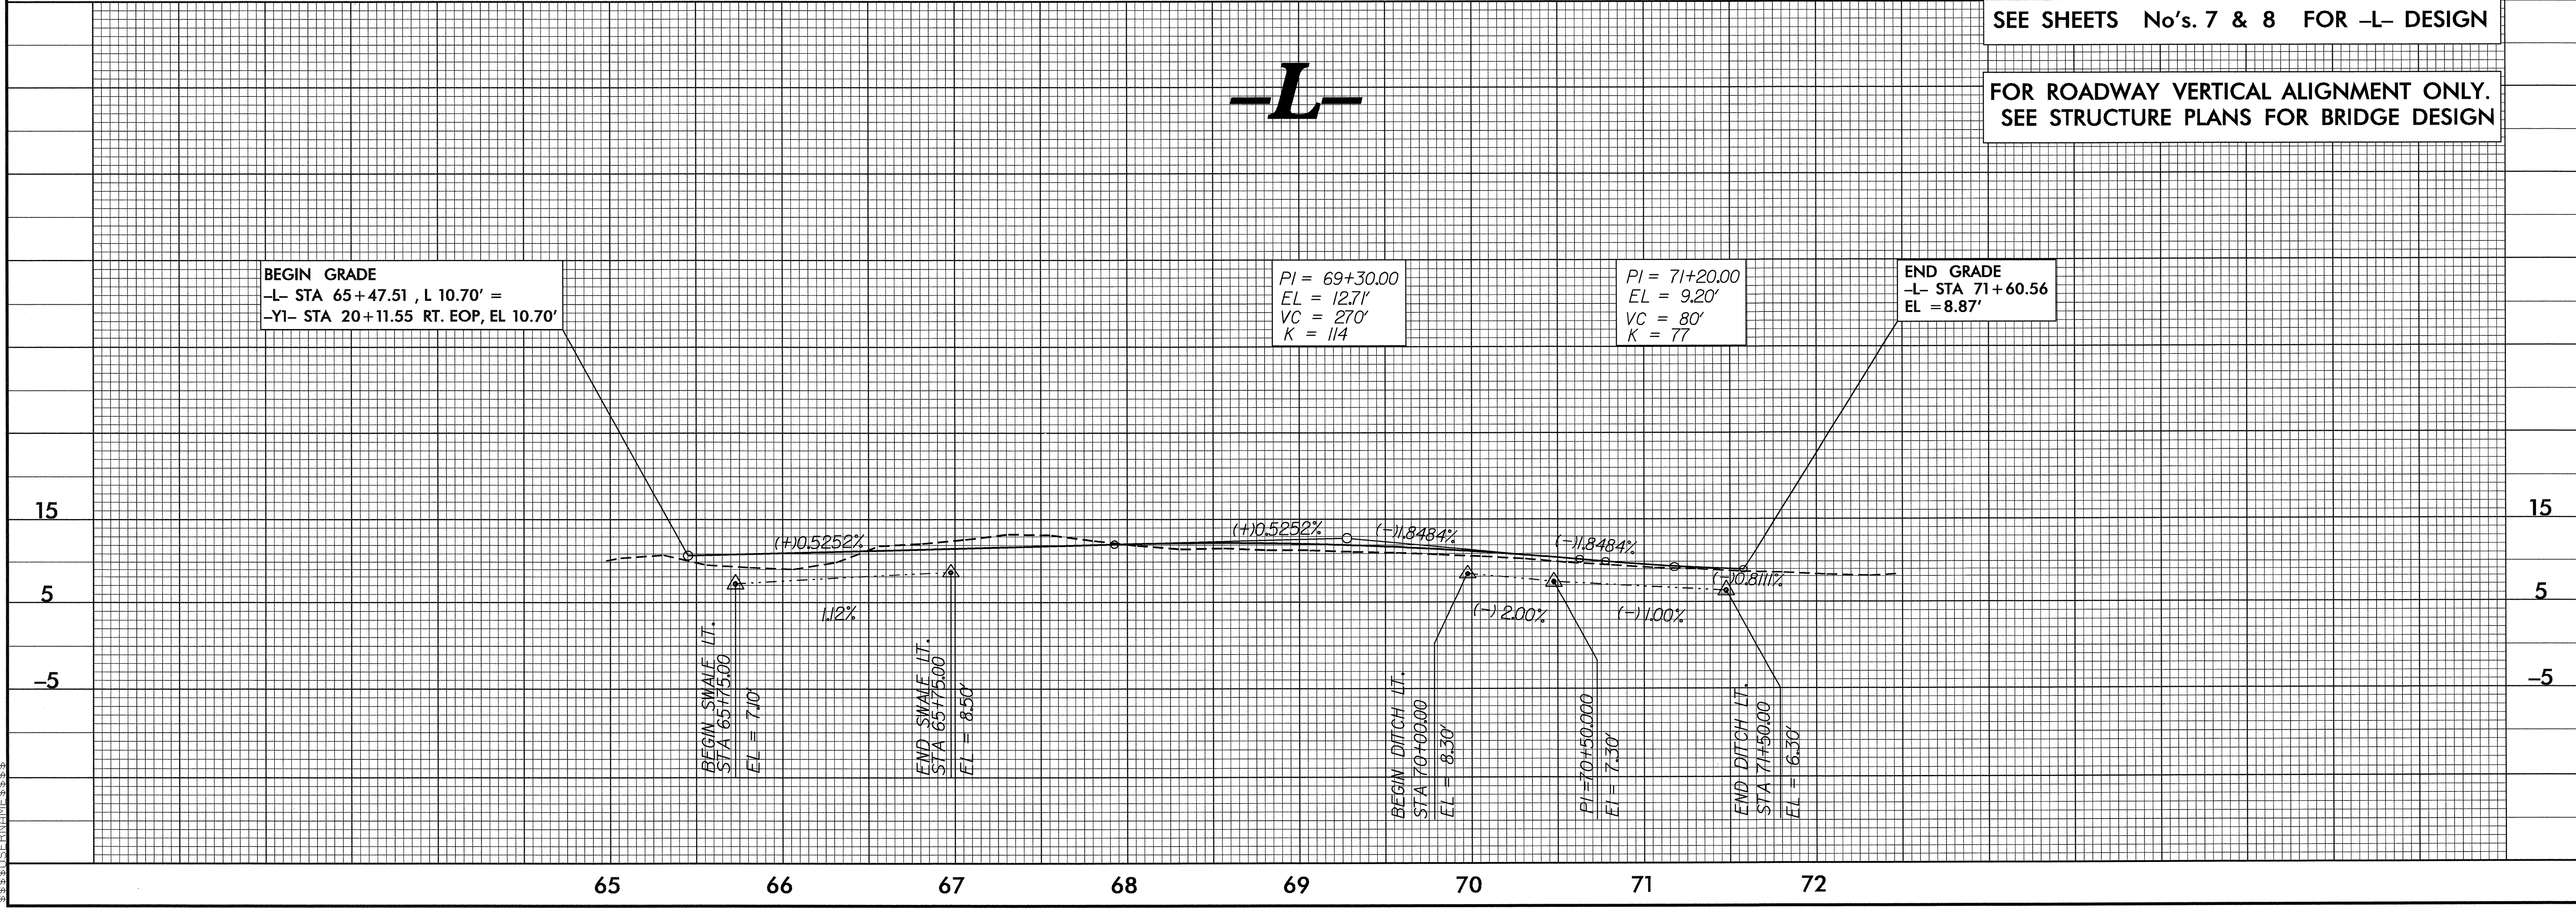 SEE SHEETS No's. 7 & 8 FOR –L– DESIGN
–L–
FOR ROADWAY VERTICAL ALIGNMENT ONLY.
SEE STRUCTURE PLANS FOR BRIDGE DESIGN
BEGIN GRADE
–L– STA 65+47.51 , L 10.70' =
–Y1– STA 20+11.55 RT. EOP, EL 10.70'
PI = 69+30.00
EL = 12.71'
VC = 270'
K = 114
PI = 71+20.00
EL = 9.20'
VC = 80'
K = 77
END GRADE
–L– STA 71+60.56
EL =8.87'
15
15
(+)0.5252%
(+)0.5252%
(-)1.8484%
(-)1.8484%
(-)0.8111%
5
5
1.12%
(-) 2.00%
(-) 1.00%
–5
–5
BEGIN SWALE LT.
STA 65+75.00
EL = 7.10'
END SWALE LT.
STA 65+75.00
EL = 8.50'
BEGIN DITCH LT.
STA 70+00.00
EL = 8.30'
PI =70+50.000
El = 7.30'
END DITCH LT.
STA 71+50.00
EL = 6.30'
65 66 67 68 69 70 71 72